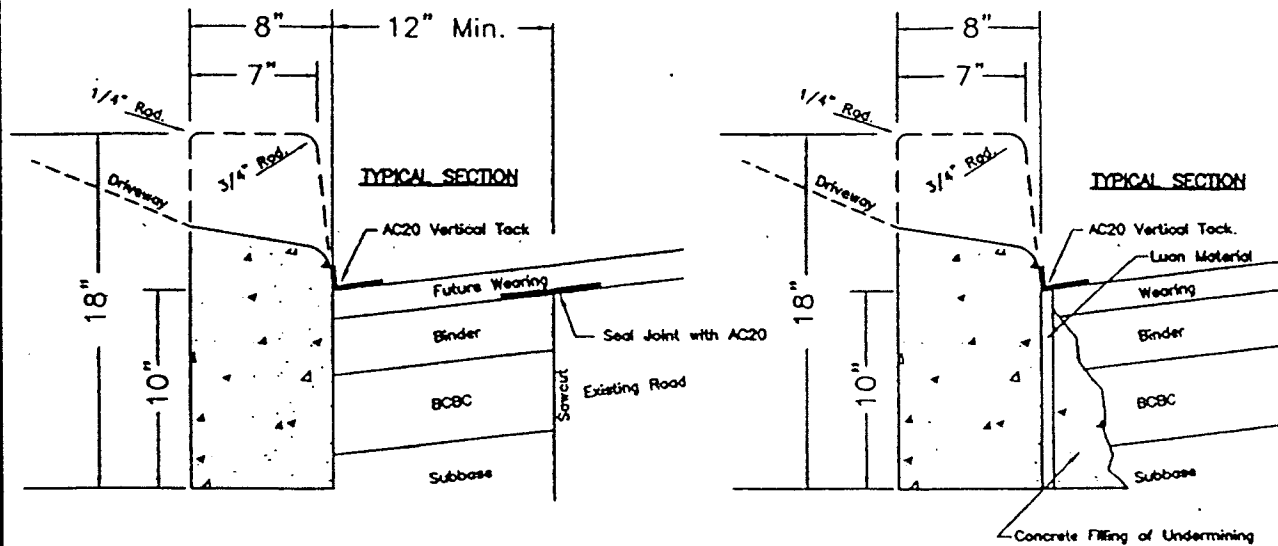 8" 12" Min.
7"
1/4" Rad.
3/4" Rad.
TYPICAL SECTION
Driveway
AC20 Vertical Tack
18"
10"
Future Wearing
Binder
Seal Joint with AC20
BCBC
Sawcut
Existing Road
Subbase
8"
7"
1/4" Rad.
3/4" Rad.
TYPICAL SECTION
Driveway
AC20 Vertical Tack.
Luan Material
18"
10"
Wearing
Binder
BCBC
Subbase
Concrete Filling of Undermining